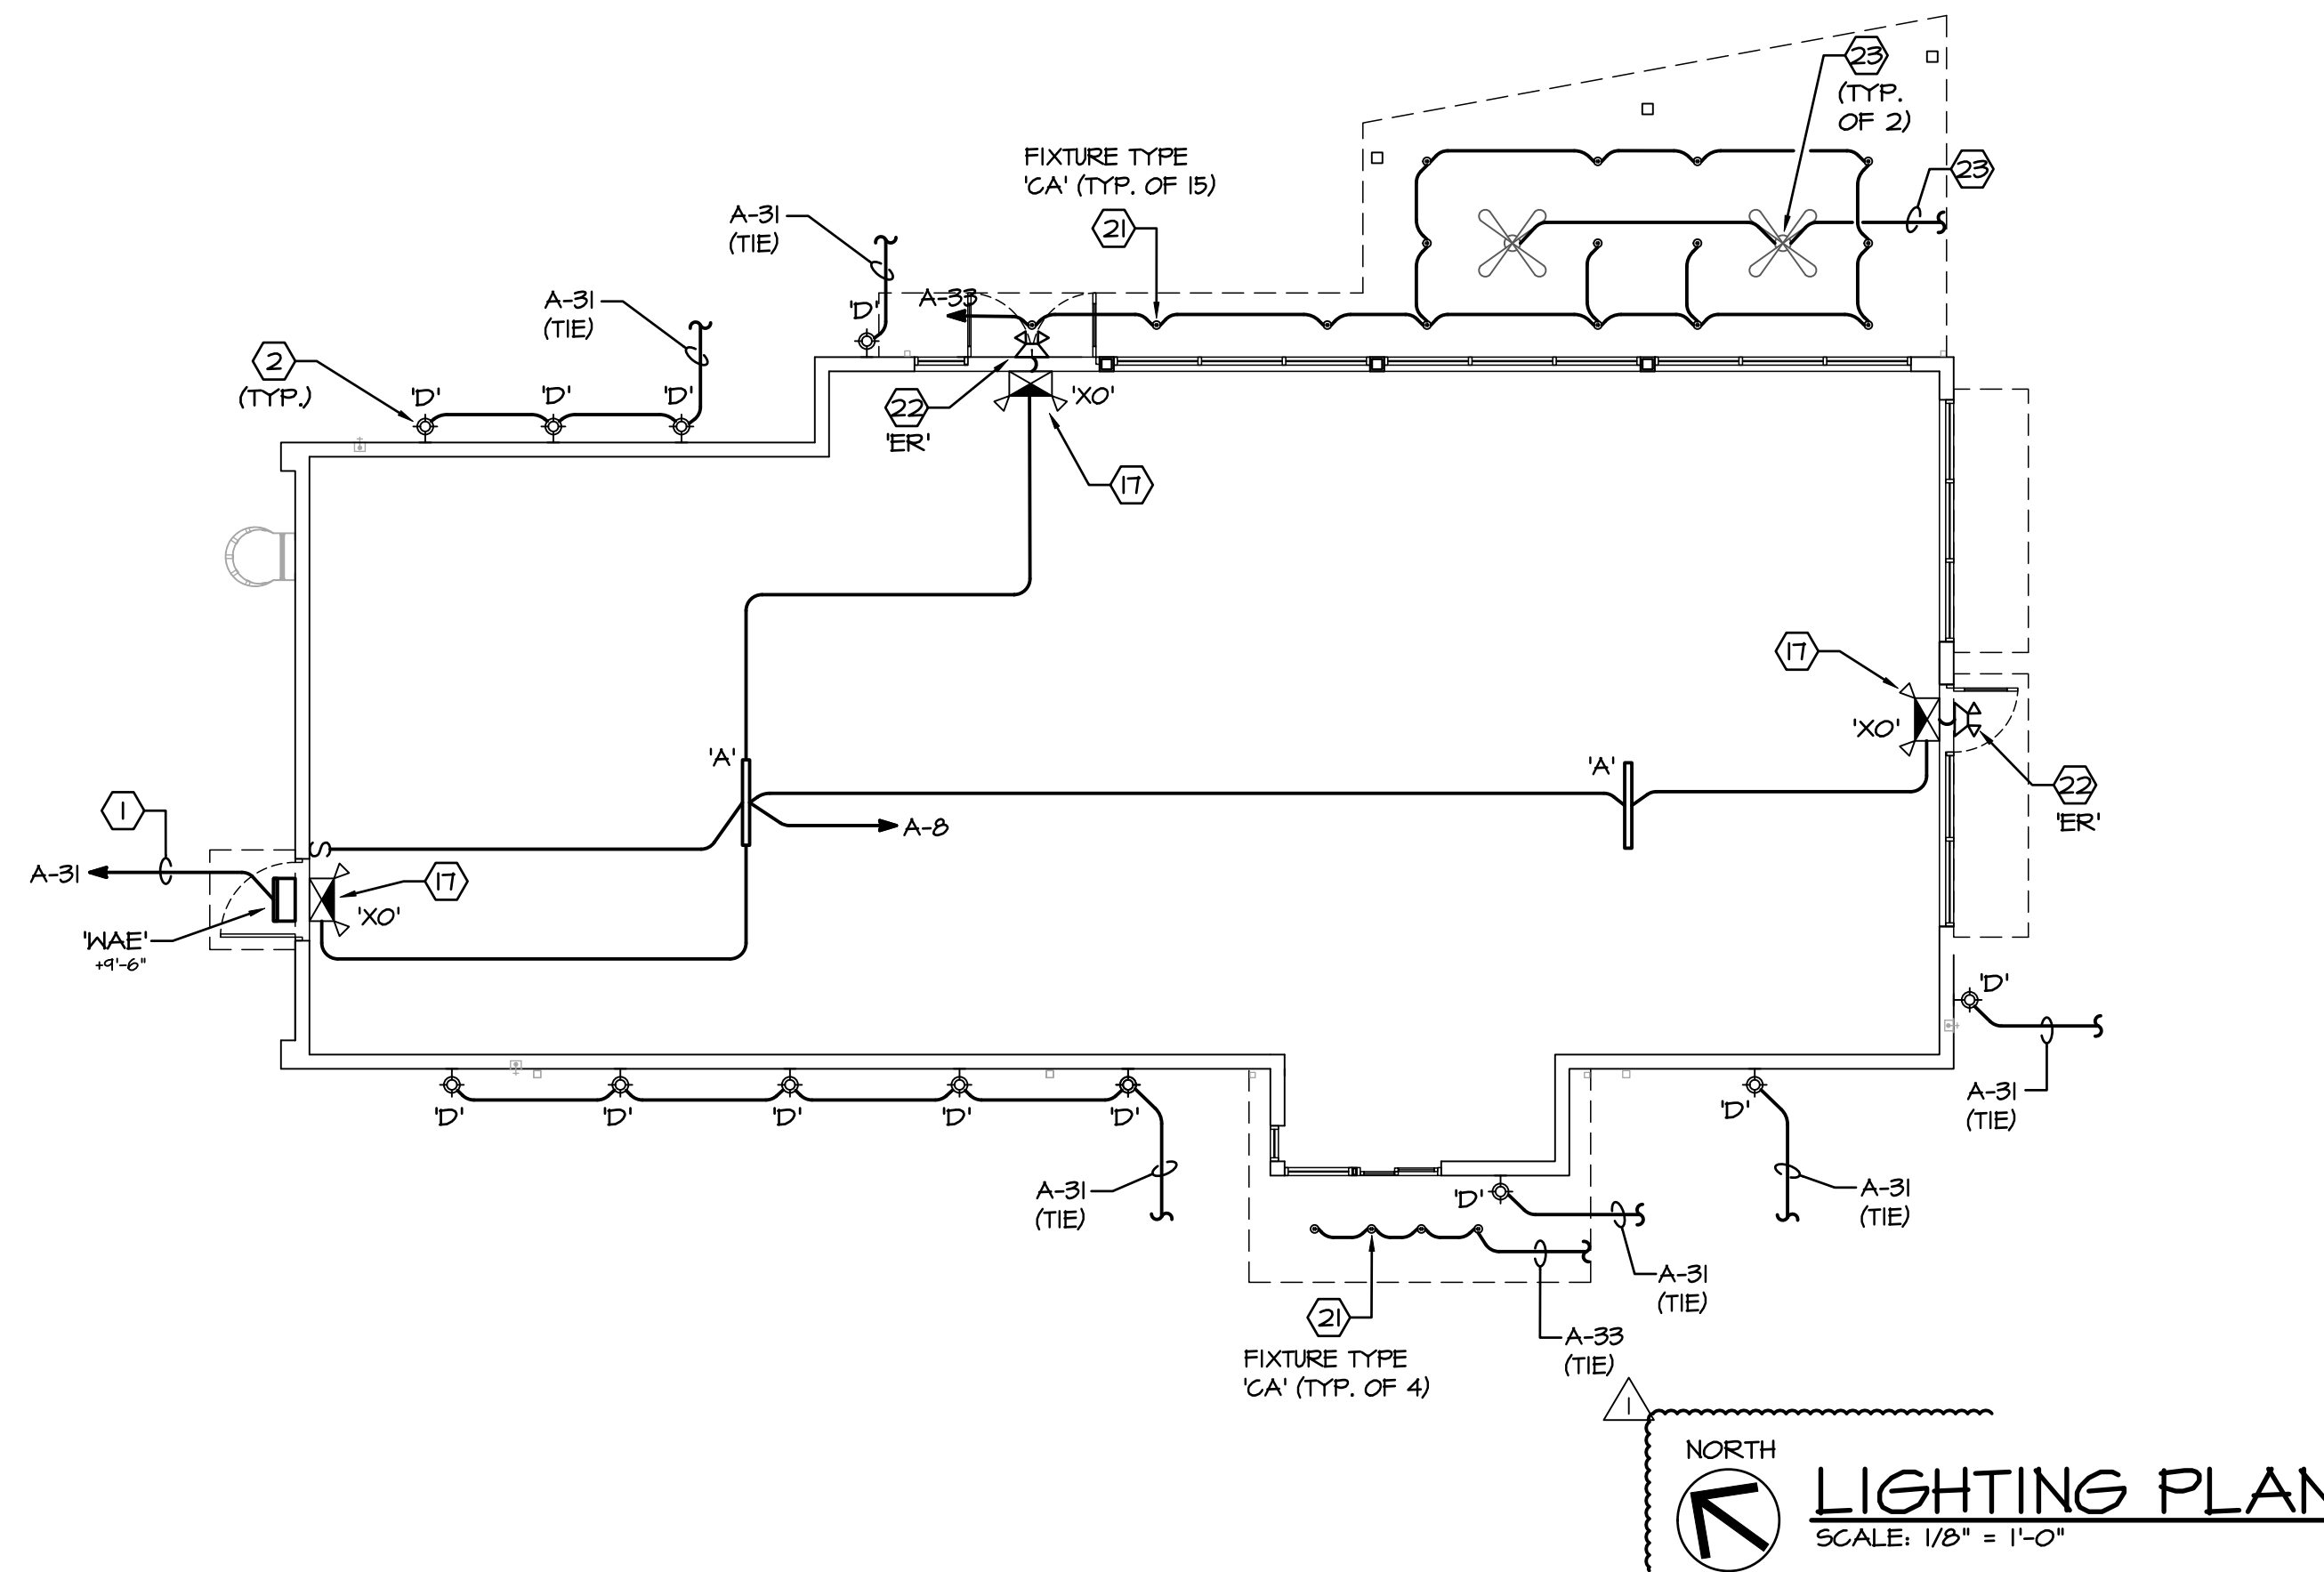 23
(TYP.
OF 2)
FIXTURE TYPE
'CA' (TYP. OF 15)
23
A-31
(TIE)
21
A-31
(TIE)
'D'
A-33
2
(TYP.)
'D'
'D'
'D'
22
'ER'
'XO'
17
17
'XO'
'A'
'A'
22
'ER'
1
A-8
S
A-31
17
'XO'
'WAE'
+9'-6"
'D'
A-31
(TIE)
'D'
'D'
'D'
'D'
'D'
'D'
A-31
(TIE)
'D'
A-31
(TIE)
A-31
(TIE)
21
A-33
(TIE)
FIXTURE TYPE
'CA' (TYP. OF 4)
1
NORTH
LIGHTING PLAN
SCALE: 1/8" = 1'-0"